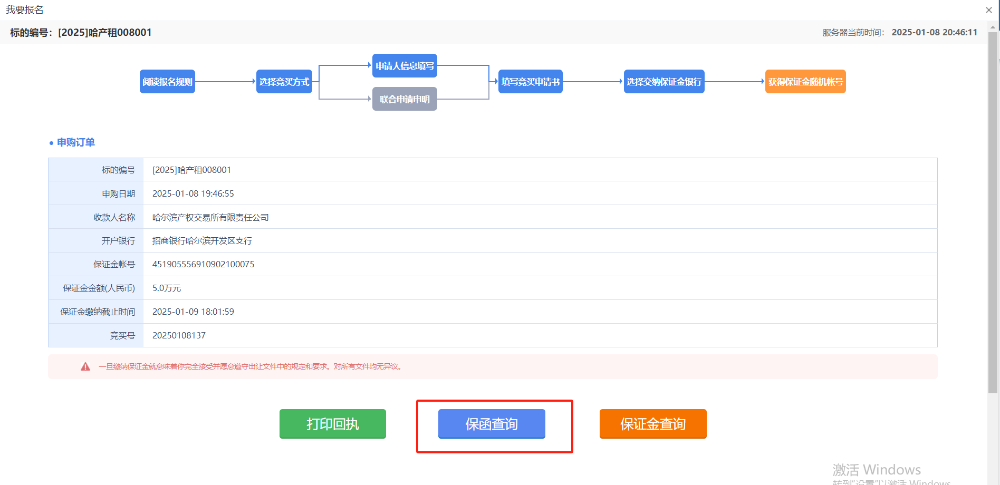 我要报名
标的编号：[2025]哈产租008001
服务器当前时间： 2025-01-08 20:46:11
阅读报名规则
选择竞买方式
申请人信息填写
联合申请申明
填写竞买申请书
选择交纳保证金银行
获得保证金随机帐号
申购订单
标的编号 [2025]哈产租008001
申购日期 2025-01-08 19:46:55
收款人名称 哈尔滨产权交易所有限责任公司
开户银行 招商银行哈尔滨开发区支行
保证金帐号 451905556910902100075
保证金金额(人民币) 5.0万元
保证金缴纳截止时间 2025-01-09 18:01:59
竞买号 20250108137
一旦缴纳保证金就意味着你完全接受并愿意遵守出让文件中的规定和要求。对所有文件均无异议。
打印回执
保函查询
保证金查询
激活 Windows
转到“设置”以激活 Windows